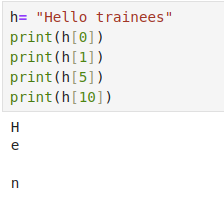 h= "Hello trainees"
print(h[0])
print(h[1])
print(h[5])
print(h[10])
H
e

n